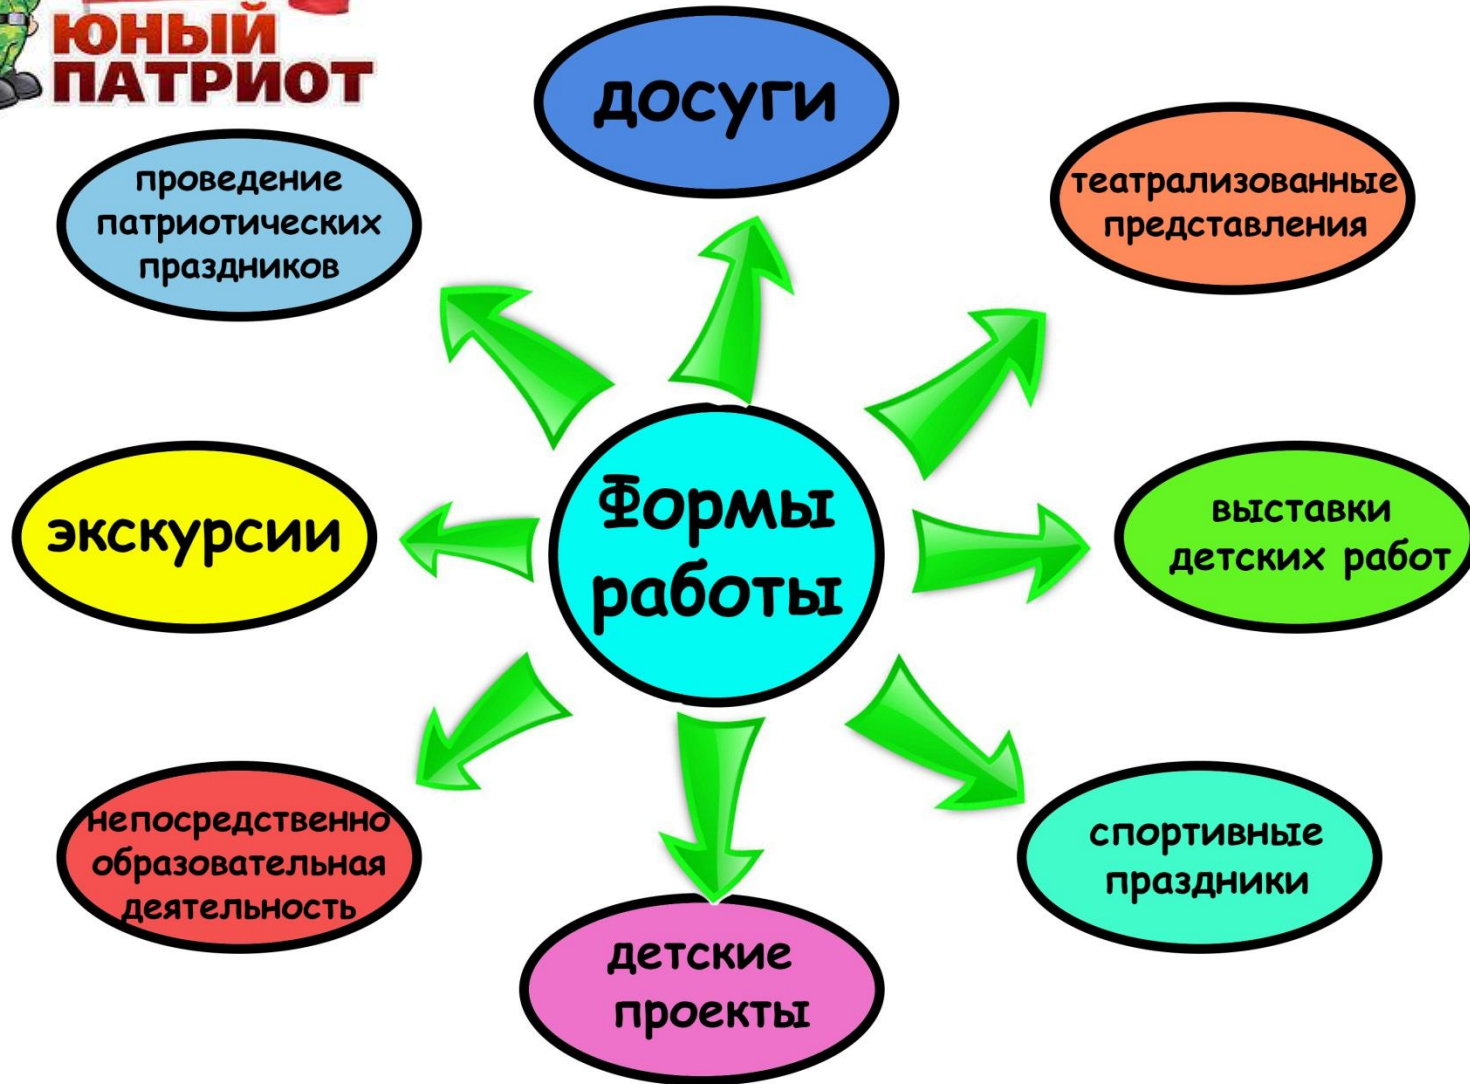 ЮНЫЙ
ПАТРИОТ
досуги
проведение
патриотических
праздников
театрализованные
представления
экскурсии
Формы
работы
выставки
детских работ
непосредственно
образовательная
деятельность
спортивные
праздники
детские
проекты